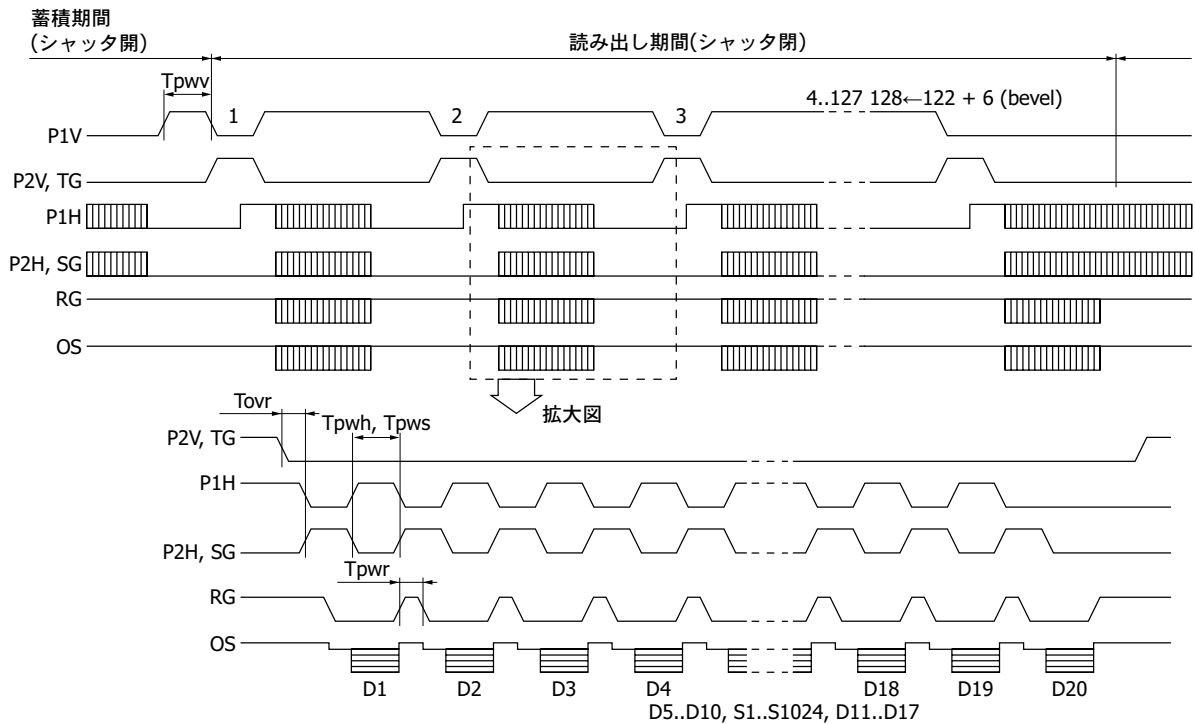 蓄積期間
(シャッタ開)
読み出し期間(シャッタ閉)
Tpwv
4..127 128←122 + 6 (bevel)
1
2
3
P1V
P2V, TG
P1H
P2H, SG
RG
OS
拡大図
Tovr
Tpwh, Tpws
P2V, TG
P1H
P2H, SG
Tpwr
RG
OS
D1
D2
D3
D4
D18
D19
D20
D5..D10, S1..S1024, D11..D17